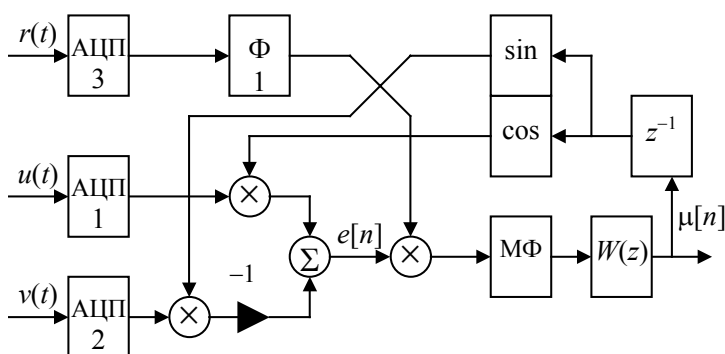 r(t)
АЦП
3
Ф
1
sin
cos
z⁻¹
u(t)
АЦП
1
×
e[n]
×
Σ
МФ
W(z)
μ[n]
v(t)
АЦП
2
×
−1